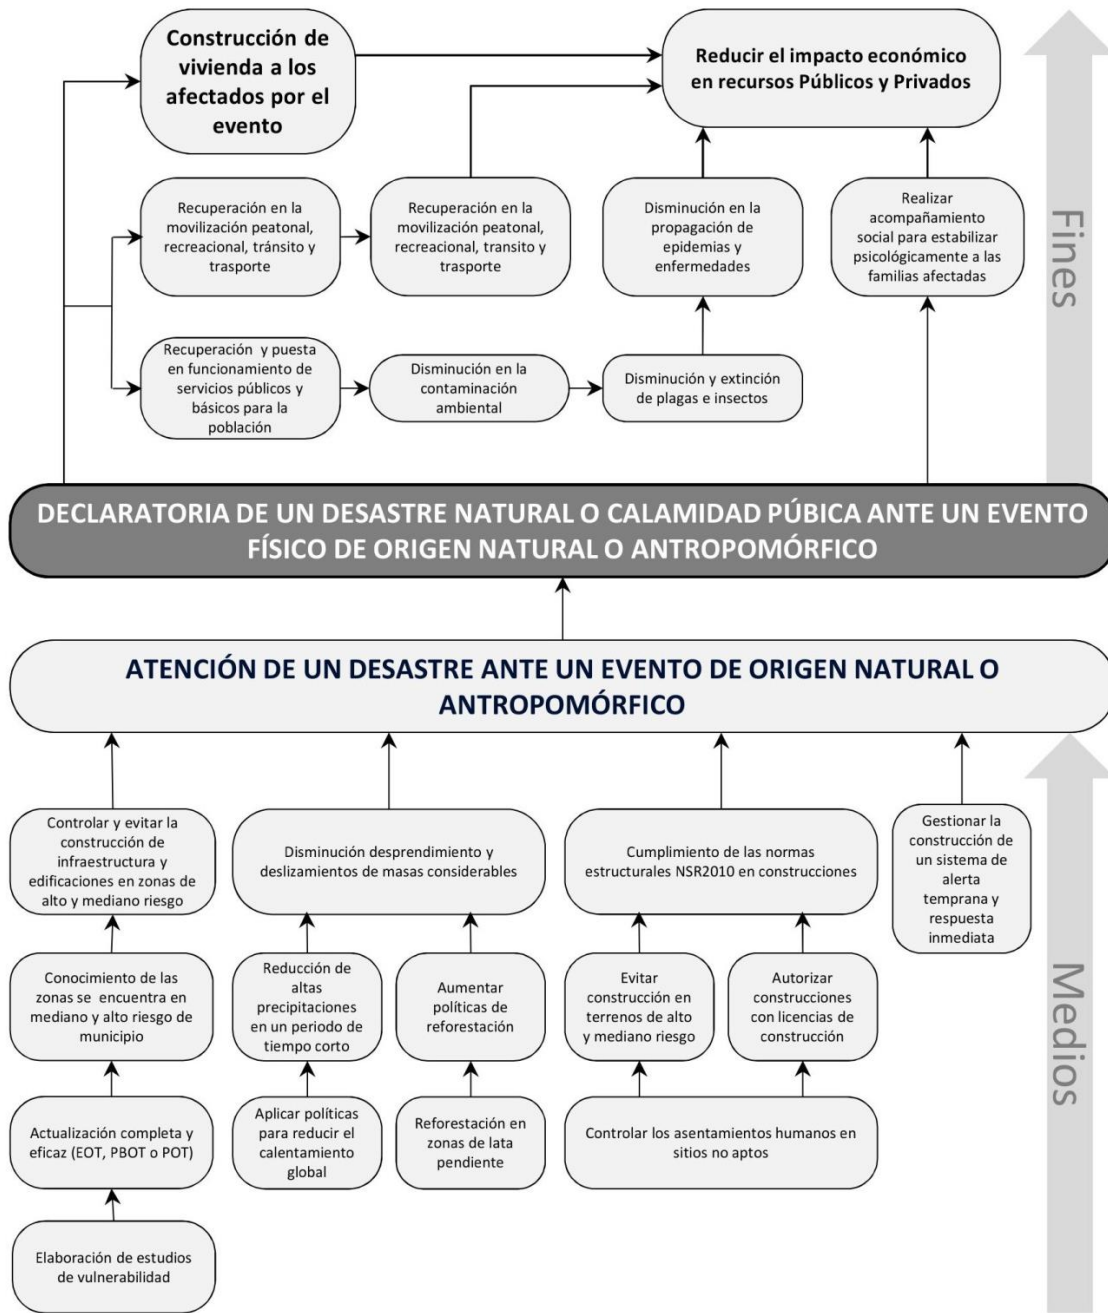 Construcción de
vivienda a los
afectados por el
evento
Reducir el impacto económico
en recursos Públicos y Privados
Recuperación en la
movilización peatonal,
recreacional, tránsito y
trasporte
Recuperación en la
movilización peatonal,
recreacional, transito y
trasporte
Disminución en la
propagación de
epidemias y
enfermedades
Realizar
acompañamiento
social para estabilizar
psicológicamente a las
familias afectadas
Fines
Recuperación y puesta
en funcionamiento de
servicios públicos y
básicos para la
población
Disminución en la
contaminación
ambiental
Disminución y extinción
de plagas e insectos
DECLARATORIA DE UN DESASTRE NATURAL O CALAMIDAD PÚBICA ANTE UN EVENTO
FÍSICO DE ORIGEN NATURAL O ANTROPOMÓRFICO
ATENCIÓN DE UN DESASTRE ANTE UN EVENTO DE ORIGEN NATURAL O
ANTROPOMÓRFICO
Controlar y evitar la
construcción de
infraestructura y
edificaciones en zonas de
alto y mediano riesgo
Disminución desprendimiento y
deslizamientos de masas considerables
Cumplimiento de las normas
estructurales NSR2010 en construcciones
Gestionar la
construcción de
un sistema de
alerta
temprana y
respuesta
inmediata
Conocimiento de las
zonas se encuentra en
mediano y alto riesgo de
municipio
Reducción de
altas
precipitaciones
en un periodo de
tiempo corto
Aumentar
políticas de
reforestación
Evitar
construcción en
terrenos de alto
y mediano riesgo
Autorizar
construcciones
con licencias de
construcción
Medios
Actualización completa y
eficaz (EOT, PBOT o POT)
Aplicar políticas
para reducir el
calentamiento
global
Reforestación en
zonas de lata
pendiente
Controlar los asentamientos humanos en
sitios no aptos
Elaboración de estudios
de vulnerabilidad